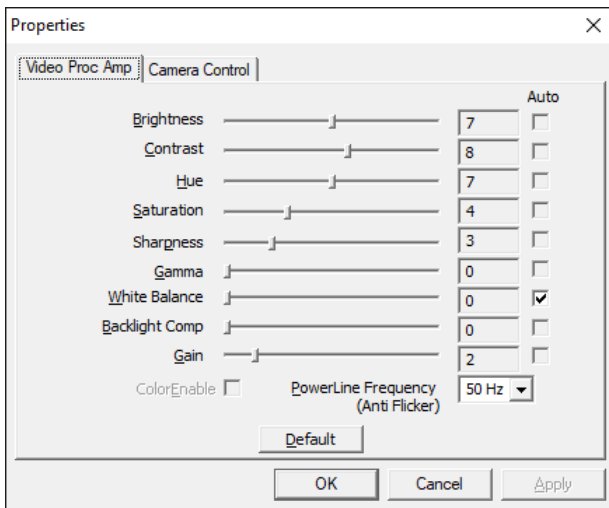 Properties
Video Proc Amp Camera Control
Auto
Brightness 7
Contrast 8
Hue 7
Saturation 4
Sharpness 3
Gamma 0
White Balance 0
Backlight Comp 0
Gain 2
ColorEnable PowerLine Frequency 50 Hz
(Anti Flicker)
Default
OK Cancel Apply